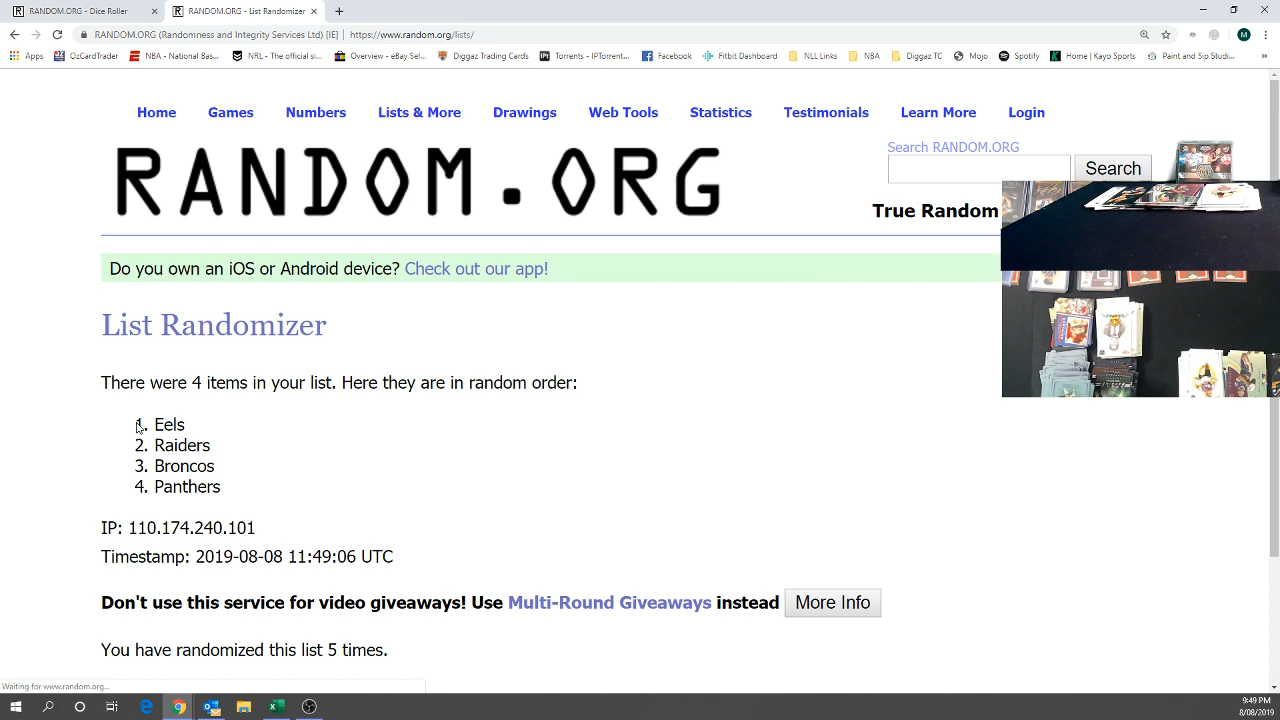 RANDOM.ORG - Dice Roller
RANDOM.ORG - List Randomizer
RANDOM.ORG (Randomness and Integrity Services Ltd) [IE] | https://www.random.org/lists/
Apps OzCardTrader NBA - National Bas... NRL - The official si... Overview - eBay Sel... Diggaz Trading Cards IPTorrents - IPTorrent... Facebook Fitbit Dashboard NLL Links NBA Diggaz TC Mojo Spotify Home | Kayo Sports Paint and Sip Studi... »
Home Games Numbers Lists & More Drawings Web Tools Statistics Testimonials Learn More Login
Search RANDOM.ORG
RANDOM.ORG
Search
True Random
Do you own an iOS or Android device? Check out our app!
List Randomizer
There were 4 items in your list. Here they are in random order:
1. Eels
2. Raiders
3. Broncos
4. Panthers
IP: 110.174.240.101
Timestamp: 2019-08-08 11:49:06 UTC
Don't use this service for video giveaways! Use Multi-Round Giveaways instead More Info
You have randomized this list 5 times.
Waiting for www.random.org...
9:49 PM
8/08/2019